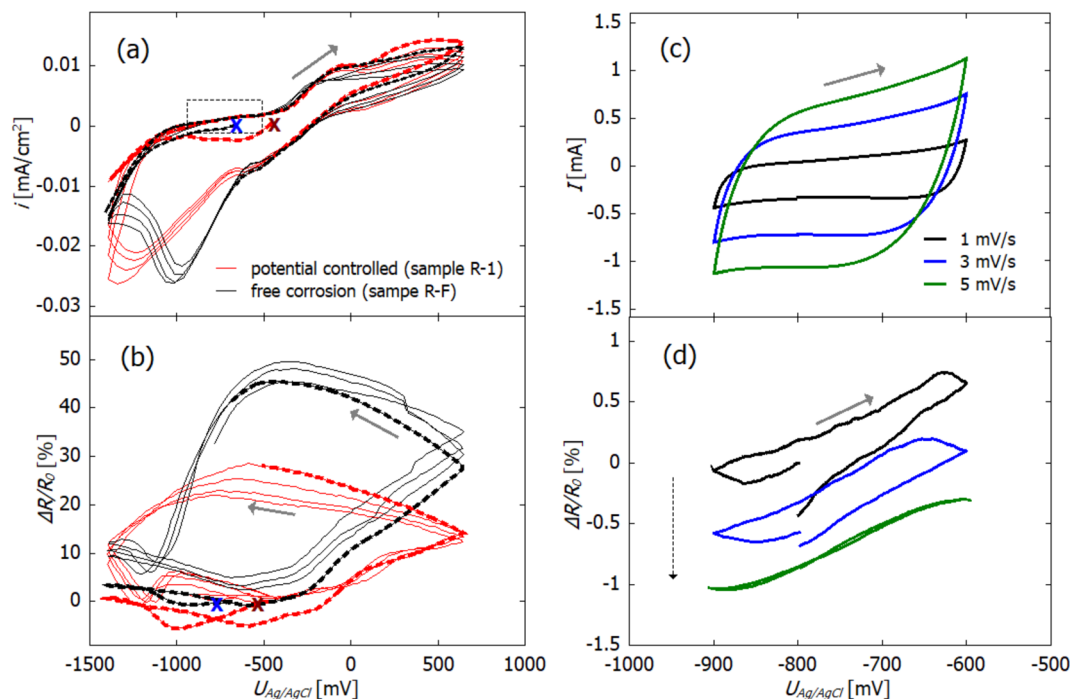 (a)
(c)
0.01
0
-0.01
-0.02
-0.03
i [mA/cm²]
X
X
potential controlled (sample R-1)
free corrosion (sampe R-F)
1
0.5
0
-0.5
-1
-1.5
I [mA]
1 mV/s
3 mV/s
5 mV/s
(b)
(d)
50
40
30
20
10
0
ΔR/R₀ [%]
X
X
-1500
-1000
-500
0
500
1000
U_Ag/AgCl [mV]
1
0.5
0
-0.5
-1
-1.5
ΔR/R₀ [%]
-1000
-900
-800
-700
-600
-500
U_Ag/AgCl [mV]